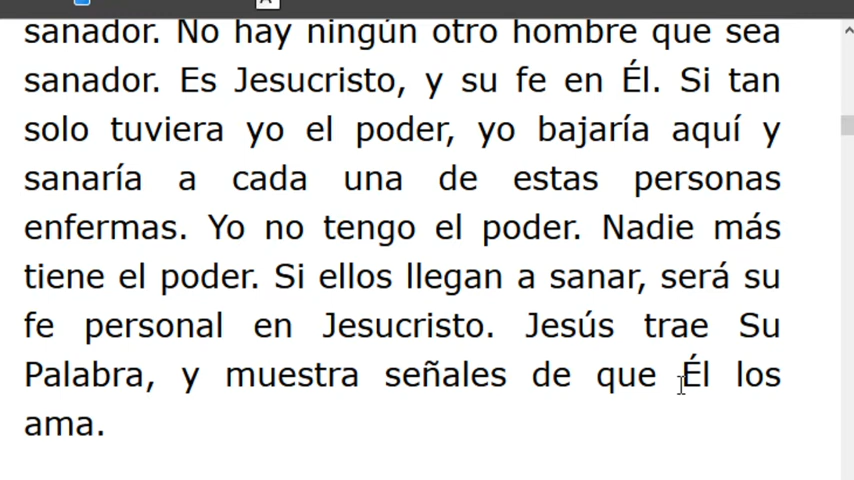 sanador. No hay ningún otro hombre que sea
sanador. Es Jesucristo, y su fe en Él. Si tan
solo tuviera yo el poder, yo bajaría aquí y
sanaría a cada una de estas personas
enfermas. Yo no tengo el poder. Nadie más
tiene el poder. Si ellos llegan a sanar, será su
fe personal en Jesucristo. Jesús trae Su
Palabra, y muestra señales de que Él los
ama.